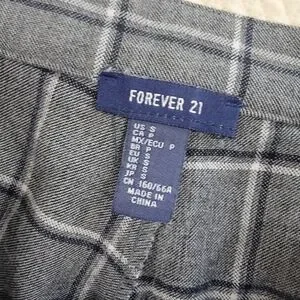 FOREVER 21
US S
CA P
MX/ECU P
BR P
EU S
UK S
KR S
JP S
CN 160/66A
MADE IN
CHINA